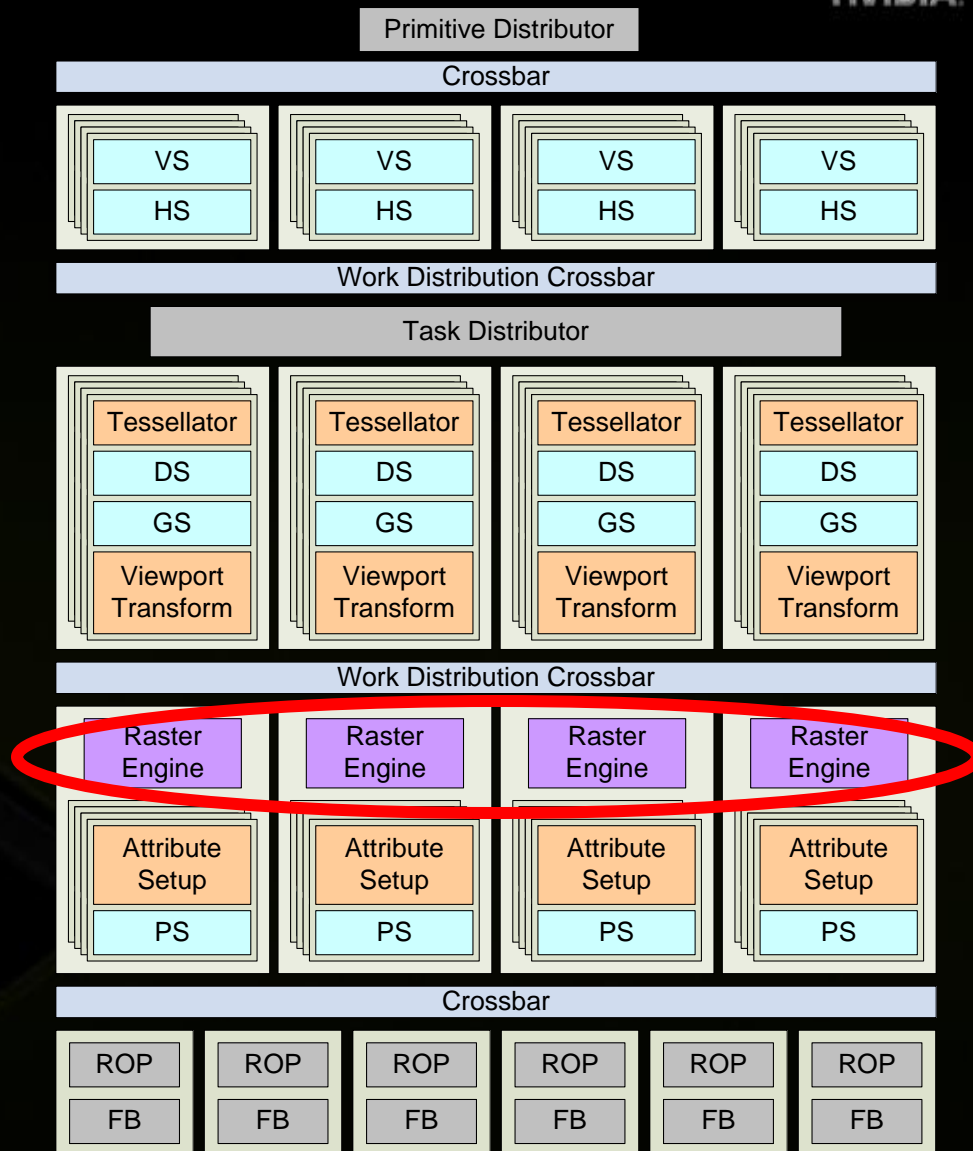 NVIDIA.
Primitive Distributor
Crossbar
VS VS VS VS
HS HS HS HS
Work Distribution Crossbar
Task Distributor
Tessellator Tessellator Tessellator Tessellator
DS DS DS DS
GS GS GS GS
Viewport Viewport Viewport Viewport
Transform Transform Transform Transform
Work Distribution Crossbar
Raster Raster Raster Raster
Engine Engine Engine Engine
Attribute Attribute Attribute Attribute
Setup Setup Setup Setup
PS PS PS PS
Crossbar
ROP ROP ROP ROP ROP ROP
FB FB FB FB FB FB